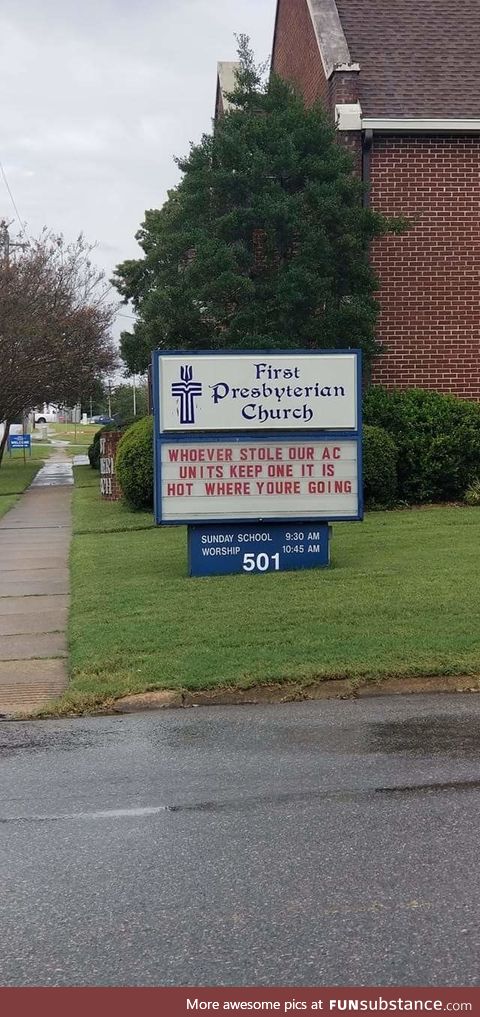 First
Presbyterian
Church
WHOEVER STOLE OUR AC
UNITS KEEP ONE IT IS
HOT WHERE YOURE GOING
SUNDAY SCHOOL 9:30 AM
WORSHIP 10:45 AM
501
WELCOME
More awesome pics at FUNsubstance.com